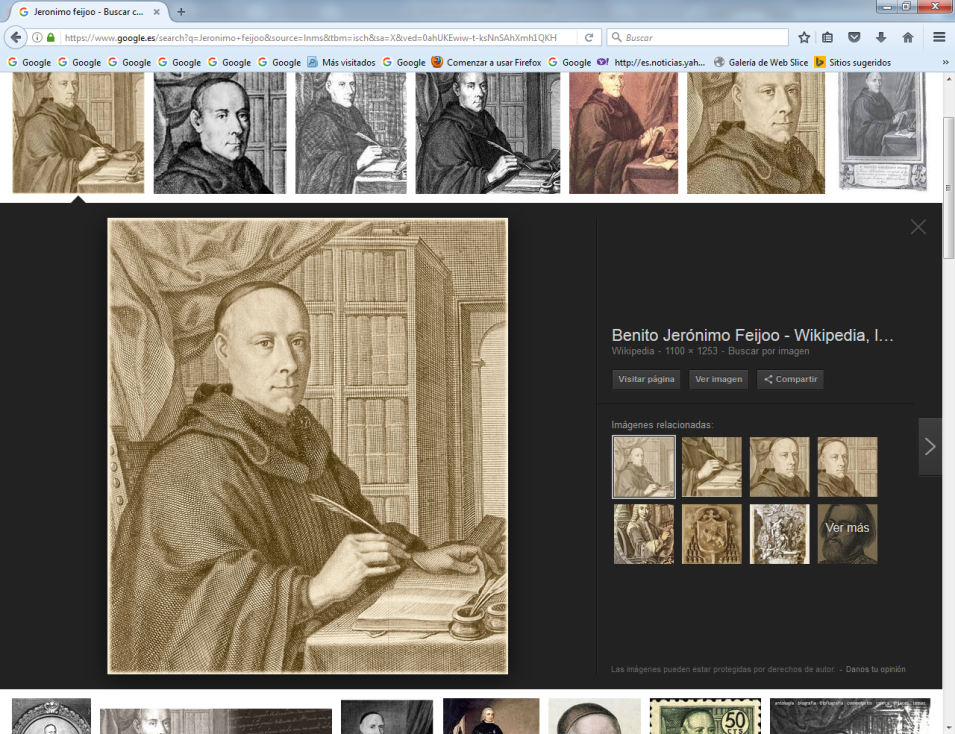 Jeronimo feijoo - Buscar c...
https://www.google.es/search?q=Jeronimo+feijoo&source=lnms&tbm=isch&sa=X&ved=0ahUKEwiw-t-ksNnSAhXmh1QKH
Buscar
Google Google Google Google Google Google Más visitados Google Comenzar a usar Firefox Google http://es.noticias.yah... Galería de Web Slice Sitios sugeridos
Benito Jerónimo Feijoo - Wikipedia, l...
Wikipedia - 1100 × 1253 - Buscar por imagen
Visitar página Ver imagen Compartir
Imágenes relacionadas:
Ver más
Las imágenes pueden estar protegidas por derechos de autor. - Danos tu opinión
50
CTS